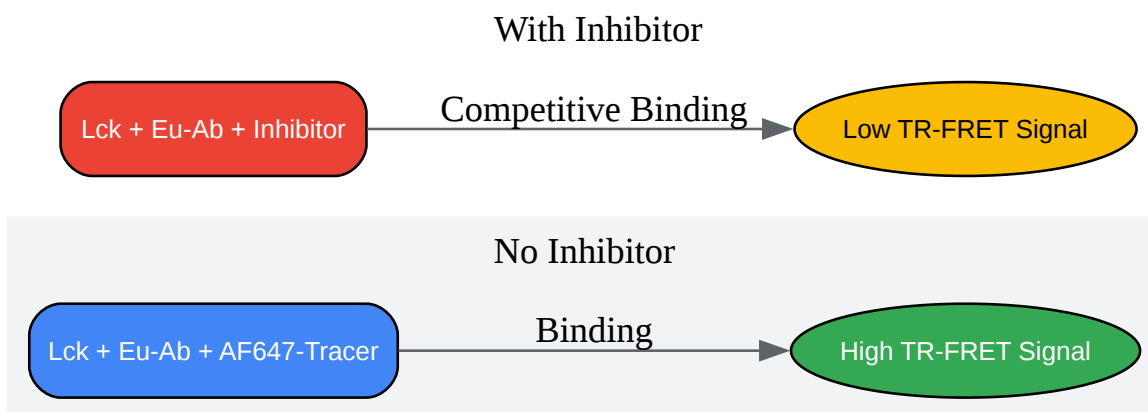 With Inhibitor
Lck + Eu-Ab + Inhibitor
Competitive Binding
Low TR-FRET Signal
No Inhibitor
Lck + Eu-Ab + AF647-Tracer
Binding
High TR-FRET Signal